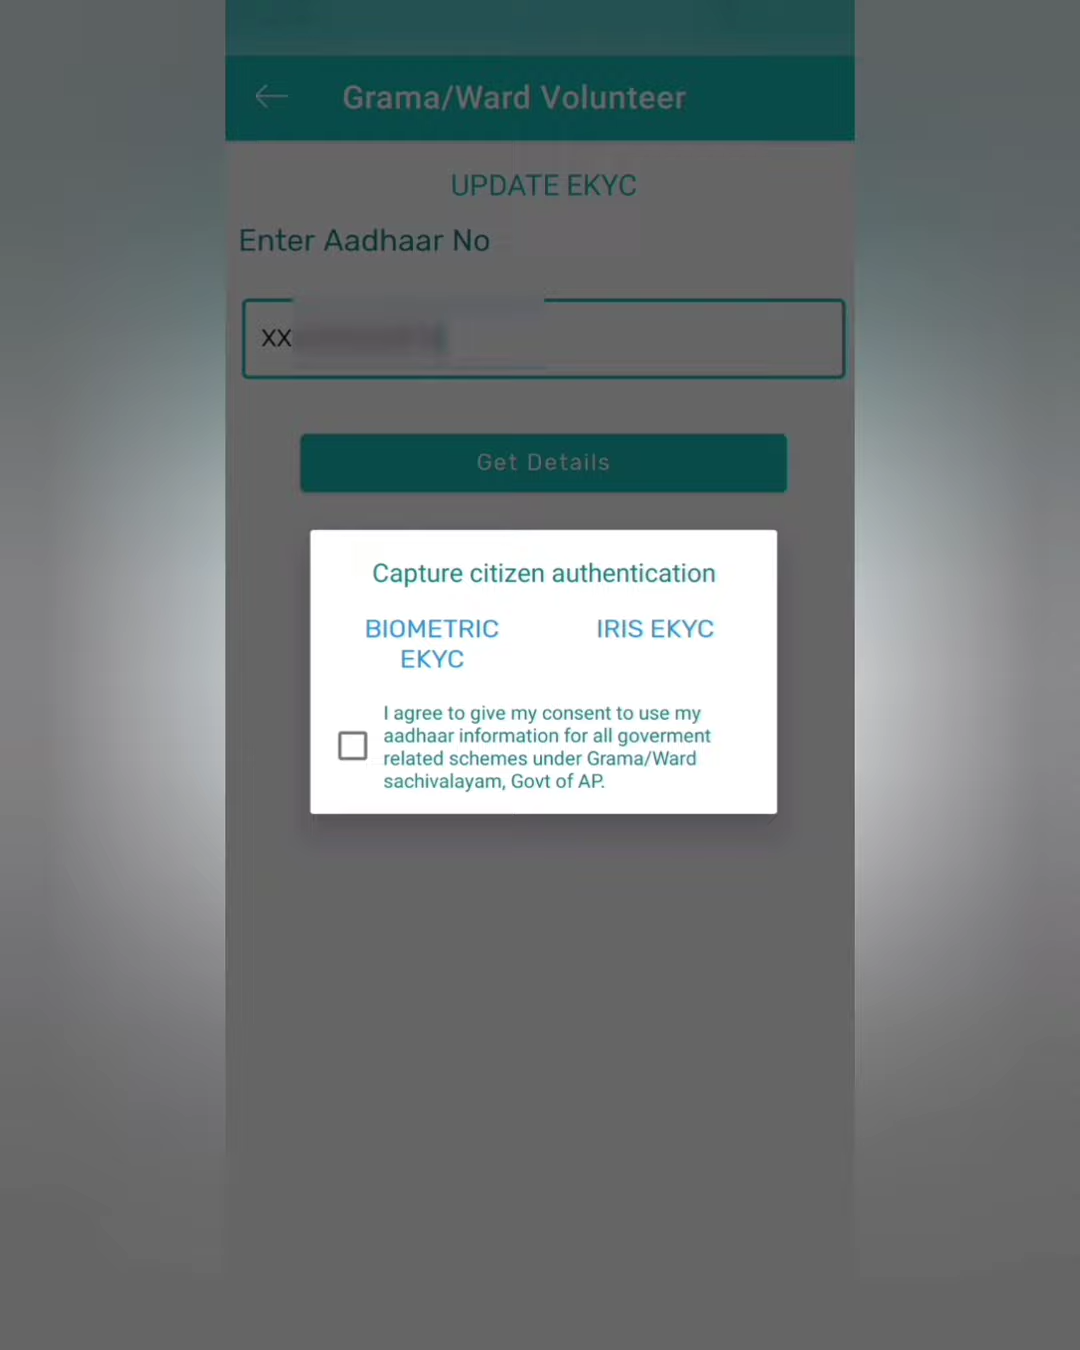 Grama/Ward Volunteer
UPDATE EKYC
Enter Aadhaar No
XX
Get Details
Capture citizen authentication
BIOMETRIC
EKYC
IRIS EKYC
I agree to give my consent to use my
aadhaar information for all goverment
related schemes under Grama/Ward
sachivalayam, Govt of AP.